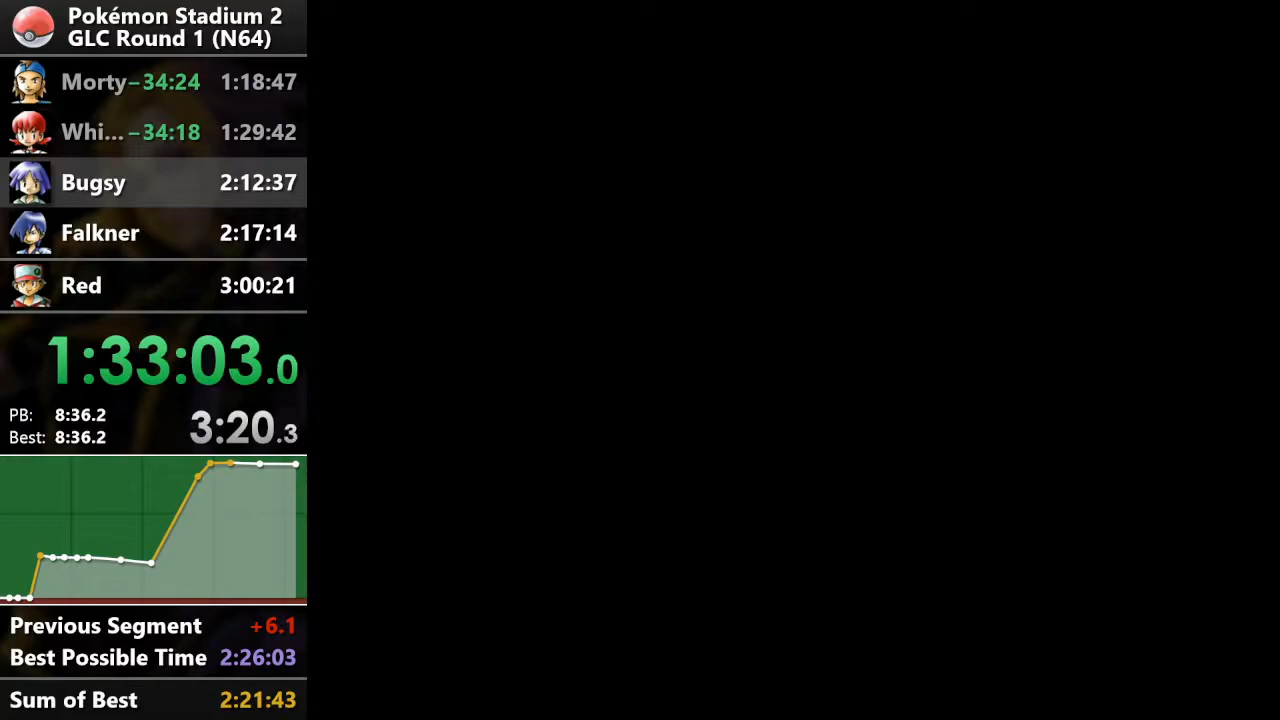 Pokémon Stadium 2
GLC Round 1 (N64)
Morty −34:24 1:18:47
Whi... −34:18 1:29:42
Bugsy 2:12:37
Falkner 2:17:14
Red 3:00:21
1:33:03.0
PB: 8:36.2
Best: 8:36.2
3:20.3
Previous Segment +6.1
Best Possible Time 2:26:03
Sum of Best 2:21:43